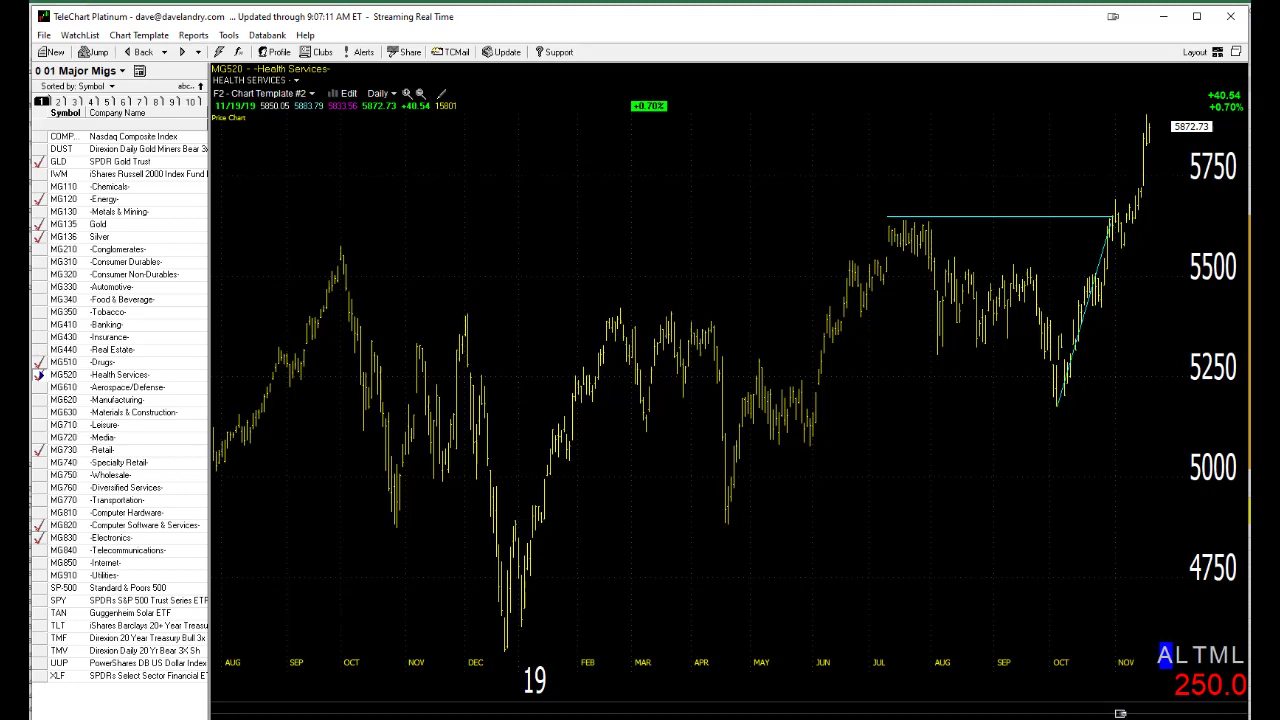 TeleChart Platinum - dave@davelandry.com ... Updated through 9:07:11 AM ET - Streaming Real Time
File WatchList Chart Template Reports Tools Databank Help
New Jump Back Profile Clubs Alerts Share TCMail Update Support Layout
0 01 Major Migs
Sorted by: Symbol abc..
1 2 3 4 5 6 7 8 9 10
Symbol Company Name
COMP... Nasdaq Composite Index
DUST Direxion Daily Gold Miners Bear 3x
GLD SPDR Gold Trust
IWM iShares Russell 2000 Index Fund
MG110 -Chemicals-
MG120 -Energy-
MG130 -Metals & Mining-
MG135 Gold
MG136 Silver
MG210 -Conglomerates-
MG310 -Consumer Durables-
MG320 -Consumer Non-Durables-
MG330 -Automotive-
MG340 -Food & Beverage-
MG350 -Tobacco-
MG410 -Banking-
MG430 -Insurance-
MG440 -Real Estate-
MG510 -Drugs-
MG520 -Health Services-
MG610 -Aerospace/Defense-
MG620 -Manufacturing-
MG630 -Materials & Construction-
MG710 -Leisure-
MG720 -Media-
MG730 -Retail-
MG740 -Specialty Retail-
MG750 -Wholesale-
MG760 -Diversified Services-
MG770 -Transportation-
MG810 -Computer Hardware-
MG820 -Computer Software & Services-
MG830 -Electronics-
MG840 -Telecommunications-
MG850 -Internet-
MG910 -Utilities-
SP-500 Standard & Poors 500
SPY SPDRs S&P 500 Trust Series ETF
TAN Guggenheim Solar ETF
TLT iShares Barclays 20+ Year Treasu
TMF Direxion 20 Year Treasury Bull 3x
TMV Direxion Daily 20 Yr Bear 3X Sh
UUP PowerShares DB US Dollar Index
XLF SPDRs Select Sector Financial ET
MG520 - -Health Services-
HEALTH SERVICES -
F2 - Chart Template #2 Edit Daily
11/19/19 5850.05 5883.79 5833.56 5872.73 +40.54 15801 +0.70%
Price Chart
+40.54
+0.70%
5872.73
5750
5500
5250
5000
4750
AUG SEP OCT NOV DEC FEB MAR APR MAY JUN JUL AUG SEP OCT NOV
19
ALTML
250.0